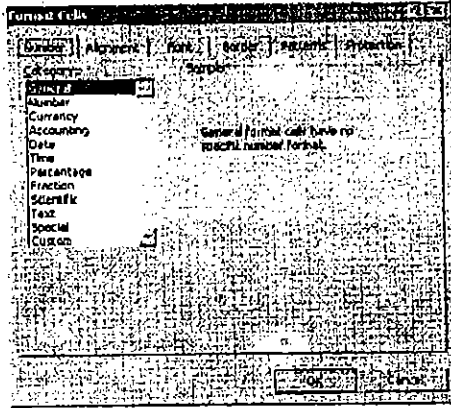 Format Cells
Number Alignment Font Border Patterns Protection
Category:
Sample
General
Number
Currency
Accounting
Date
Time
Percentage
Fraction
Scientific
Text
Special
Custom
General format cells have no
specific number format.
OK Cancel